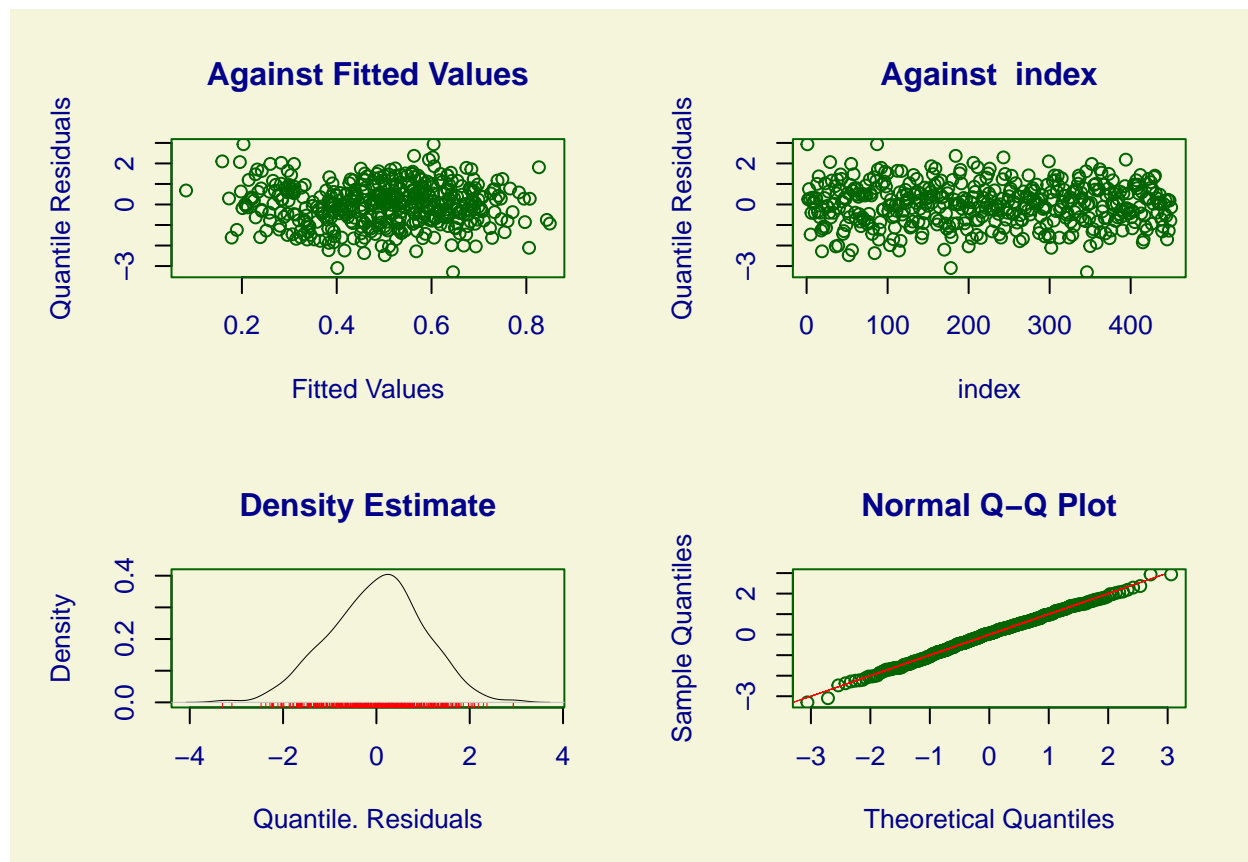 Against Fitted Values
Quantile Residuals
2
0
−3
0.2 0.4 0.6 0.8
Fitted Values
Against  index
Quantile Residuals
2
0
−3
0 100 200 300 400
index
Density Estimate
Density
0.4
0.2
0.0
−4 −2 0 2 4
Quantile. Residuals
Normal Q−Q Plot
Sample Quantiles
2
0
−3
−3 −2 −1 0 1 2 3
Theoretical Quantiles